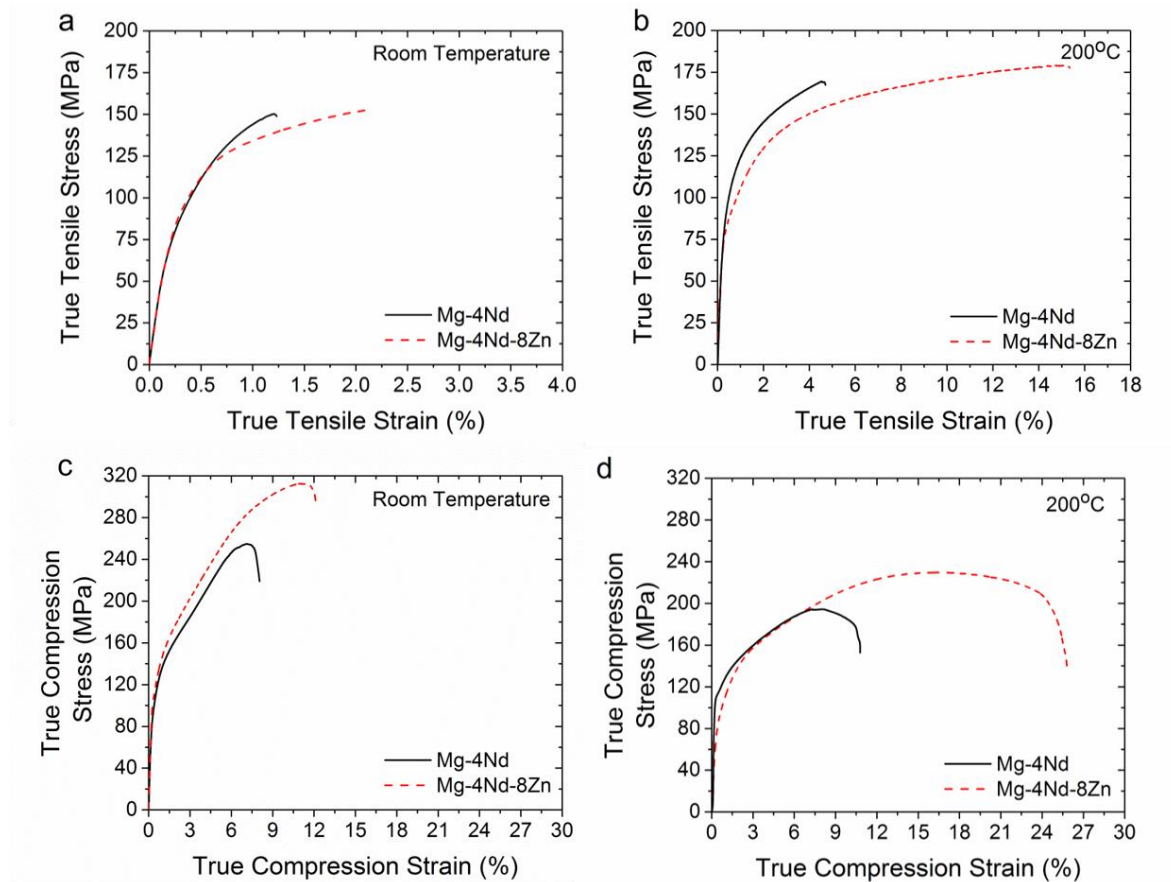 a
200
175
150
125
100
75
50
25
0
True Tensile Stress (MPa)
Room Temperature
Mg-4Nd
Mg-4Nd-8Zn
0.0 0.5 1.0 1.5 2.0 2.5 3.0 3.5 4.0
True Tensile Strain (%)
b
200
175
150
125
100
75
50
25
0
True Tensile Stress (MPa)
200°C
Mg-4Nd
Mg-4Nd-8Zn
0 2 4 6 8 10 12 14 16 18
True Tensile Strain (%)
c
320
280
240
200
160
120
80
40
0
True Compression
Stress (MPa)
Room Temperature
Mg-4Nd
Mg-4Nd-8Zn
0 3 6 9 12 15 18 21 24 27 30
True Compression Strain (%)
d
320
280
240
200
160
120
80
40
0
True Compression
Stress (MPa)
200°C
Mg-4Nd
Mg-4Nd-8Zn
0 3 6 9 12 15 18 21 24 27 30
True Compression Strain (%)